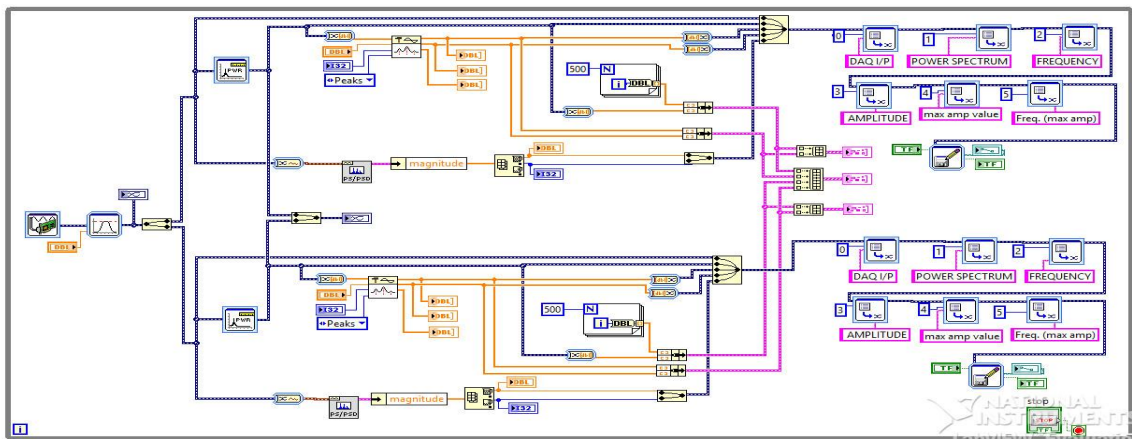 0
1
2
DAQ I/P
POWER SPECTRUM
FREQUENCY
PWR
DBL
DBL
I32
DBL
Peaks
DBL
500
N
i
DBL
3
4
5
AMPLITUDE
max amp value
Freq. (max amp)
TF
TF
DBL
magnitude
I32
PS/PSD
DBL
0
1
2
DAQ I/P
POWER SPECTRUM
FREQUENCY
DBL
DBL
I32
DBL
Peaks
DBL
PWR
500
N
i
DBL
3
4
5
AMPLITUDE
max amp value
Freq. (max amp)
TF
TF
DBL
magnitude
I32
PS/PSD
stop
TF
NATIONAL
INSTRUMENTS
i